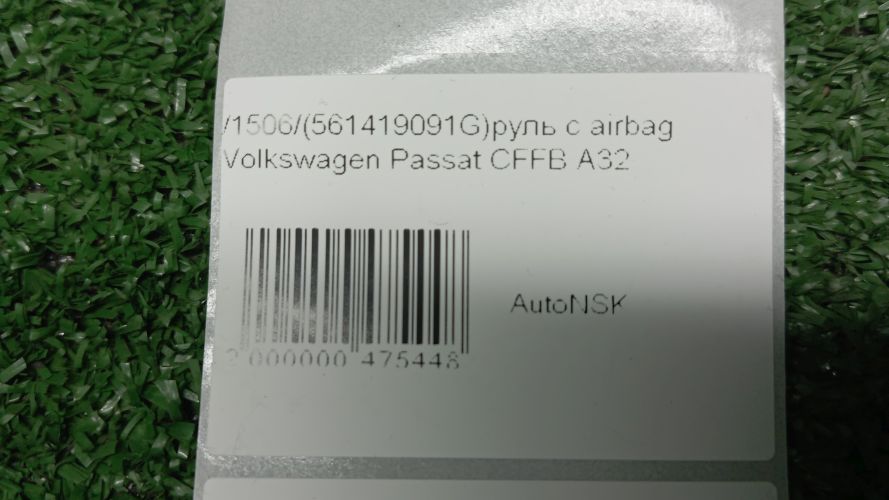 /1506/(561419091G)руль с airbag
Volkswagen Passat CFFB A32
AutoNSK
2 000000 475448